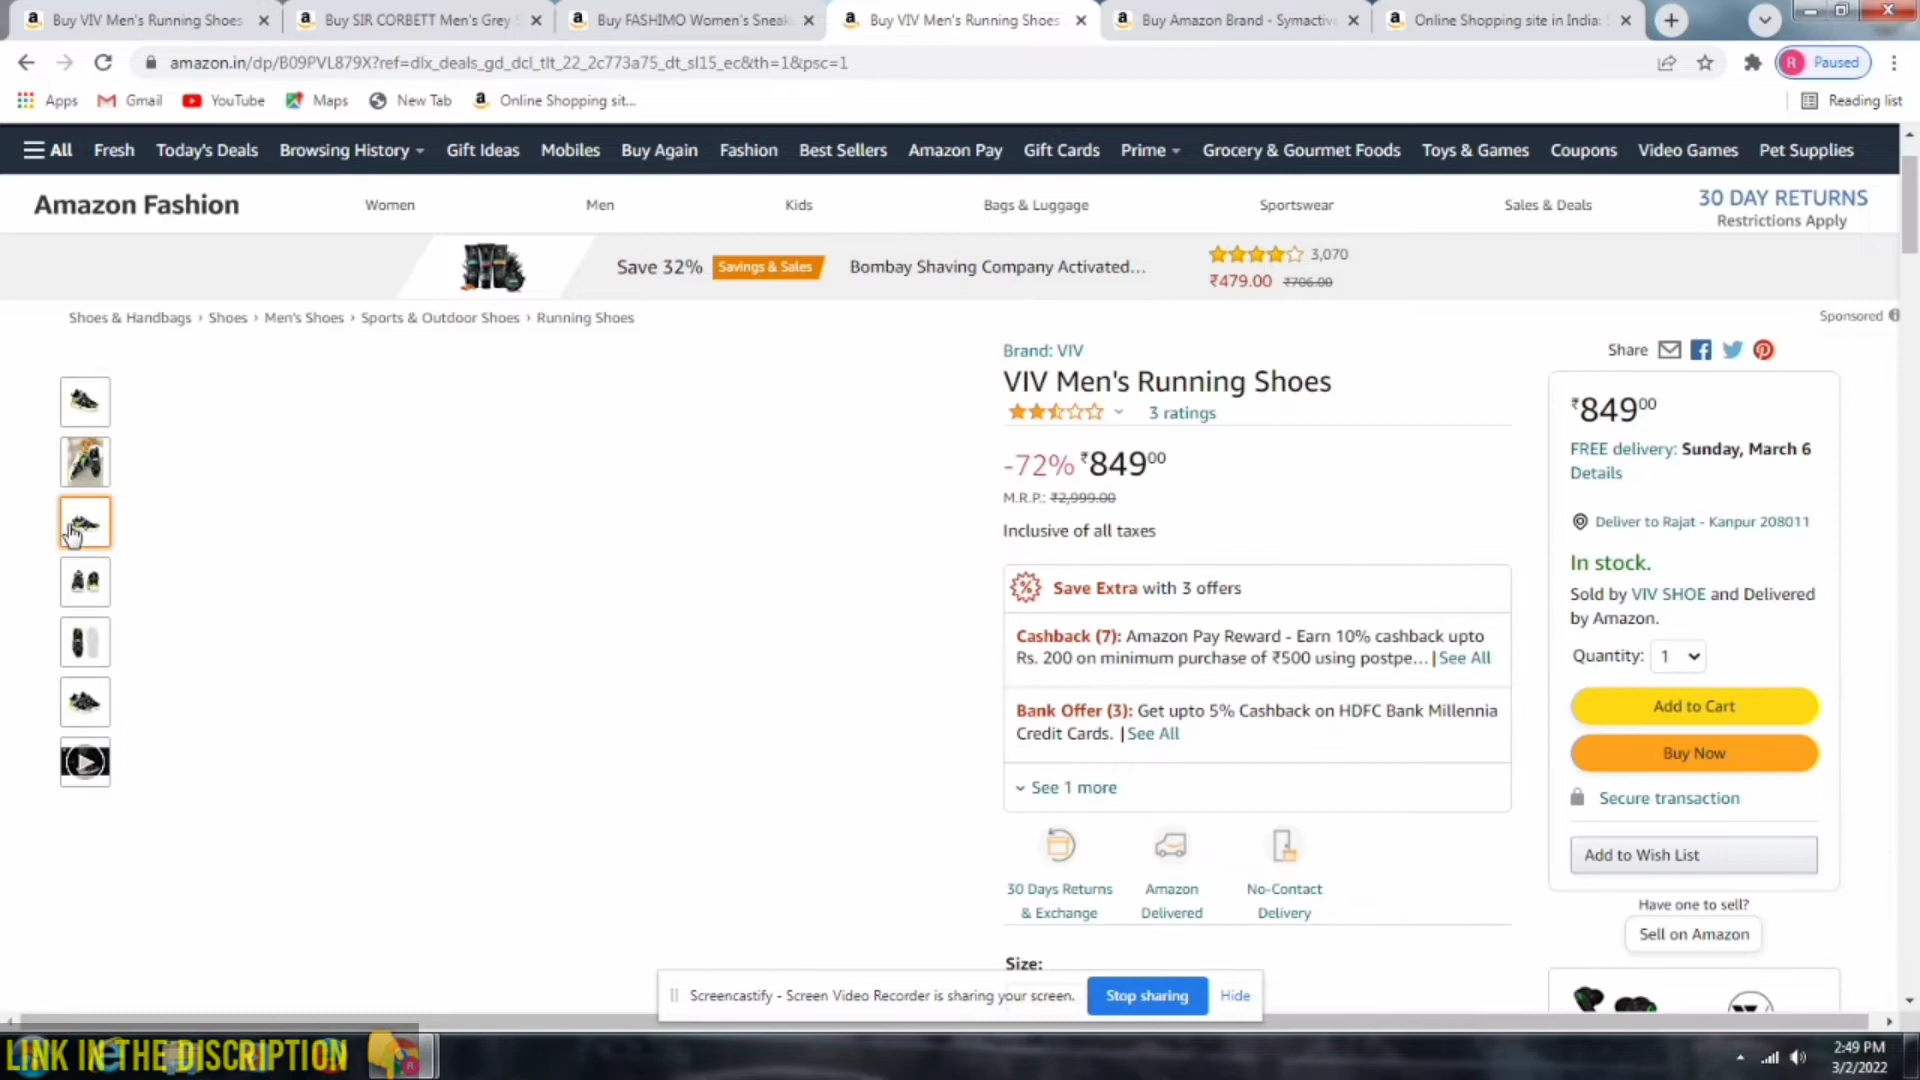 Buy VIV Men's Running Shoes
Buy SIR CORBETT Men's Grey S
Buy FASHIMO Women's Sneak
Buy VIV Men's Running Shoes
Buy Amazon Brand - Symactiv
Online Shopping site in India:
amazon.in/dp/B09PVL879X?ref=dlx_deals_gd_dcl_tlt_22_2c773a75_dt_sl15_ec&th=1&psc=1
R Paused
Apps Gmail YouTube Maps New Tab Online Shopping sit... Reading list
All Fresh Today's Deals Browsing History Gift Ideas Mobiles Buy Again Fashion Best Sellers Amazon Pay Gift Cards Prime Grocery & Gourmet Foods Toys & Games Coupons Video Games Pet Supplies
Amazon Fashion Women Men Kids Bags & Luggage Sportswear Sales & Deals 30 DAY RETURNS
Restrictions Apply
Save 32% Savings & Sales Bombay Shaving Company Activated... 3,070
₹479.00 ₹706.00
Shoes & Handbags › Shoes › Men's Shoes › Sports & Outdoor Shoes › Running Shoes
Sponsored
Brand: VIV
VIV Men's Running Shoes
3 ratings
-72% ₹849⁰⁰
M.R.P.: ₹2,999.00
Inclusive of all taxes
Save Extra with 3 offers
Cashback (7): Amazon Pay Reward - Earn 10% cashback upto
Rs. 200 on minimum purchase of ₹500 using postpe... | See All
Bank Offer (3): Get upto 5% Cashback on HDFC Bank Millennia
Credit Cards. | See All
See 1 more
30 Days Returns
& Exchange
Amazon
Delivered
No-Contact
Delivery
Size:
Share
₹849⁰⁰
FREE delivery: Sunday, March 6
Details
Deliver to Rajat - Kanpur 208011
In stock.
Sold by VIV SHOE and Delivered
by Amazon.
Quantity: 1
Add to Cart
Buy Now
Secure transaction
Add to Wish List
Have one to sell?
Sell on Amazon
Screencastify - Screen Video Recorder is sharing your screen. Stop sharing Hide
LINK IN THE DISCRIPTION
2:49 PM
3/2/2022